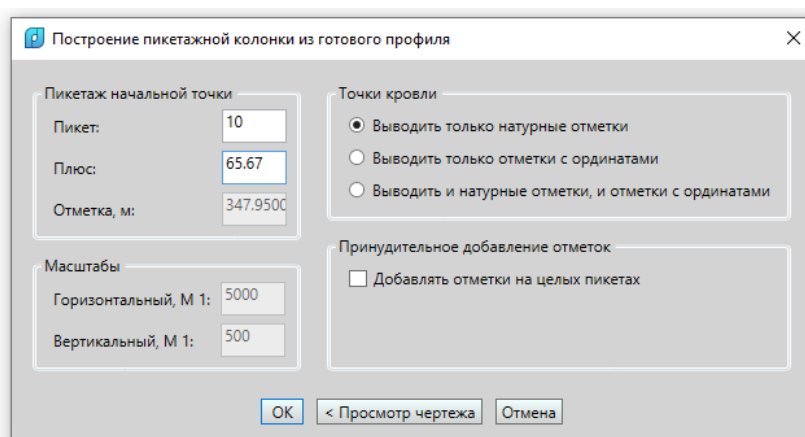 Построение пикетажной колонки из готового профиля
Пикетаж начальной точки
Пикет: 10
Плюс: 65.67
Отметка, м: 347.9500
Масштабы
Горизонтальный, М 1: 5000
Вертикальный, М 1: 500
Точки кровли
Выводить только натурные отметки
Выводить только отметки с ординатами
Выводить и натурные отметки, и отметки с ординатами
Принудительное добавление отметок
Добавлять отметки на целых пикетах
ОК
< Просмотр чертежа
Отмена